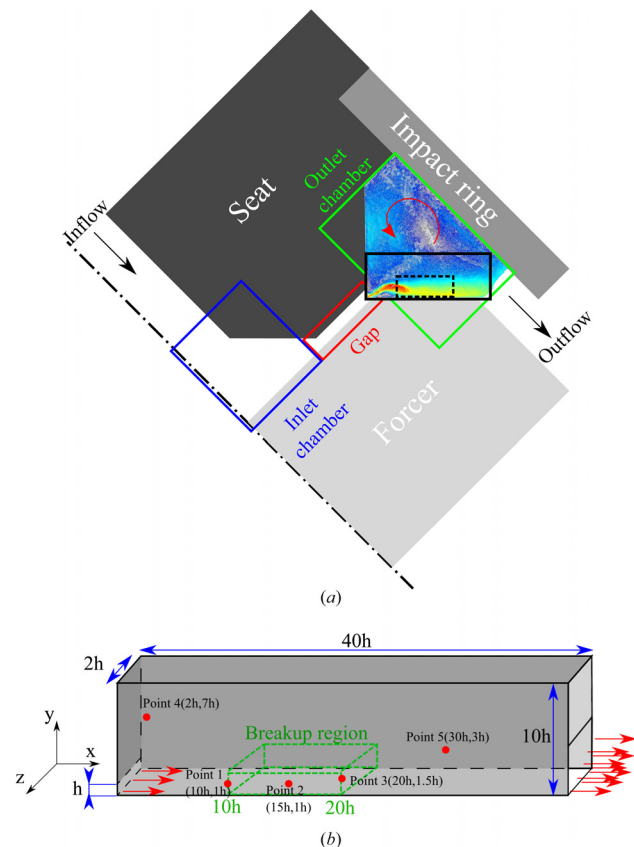 Seat
Impact ring
Outlet
chamber
Inflow
Gap
Outflow
Inlet
chamber
Forcer
(a)
40h
2h
Point 4(2h,7h)
y
x
z
h
Breakup region
Point 5(30h,3h)
10h
Point 1
(10h,1h)
Point 3(20h,1.5h)
Point 2
(15h,1h)
10h
20h
(b)